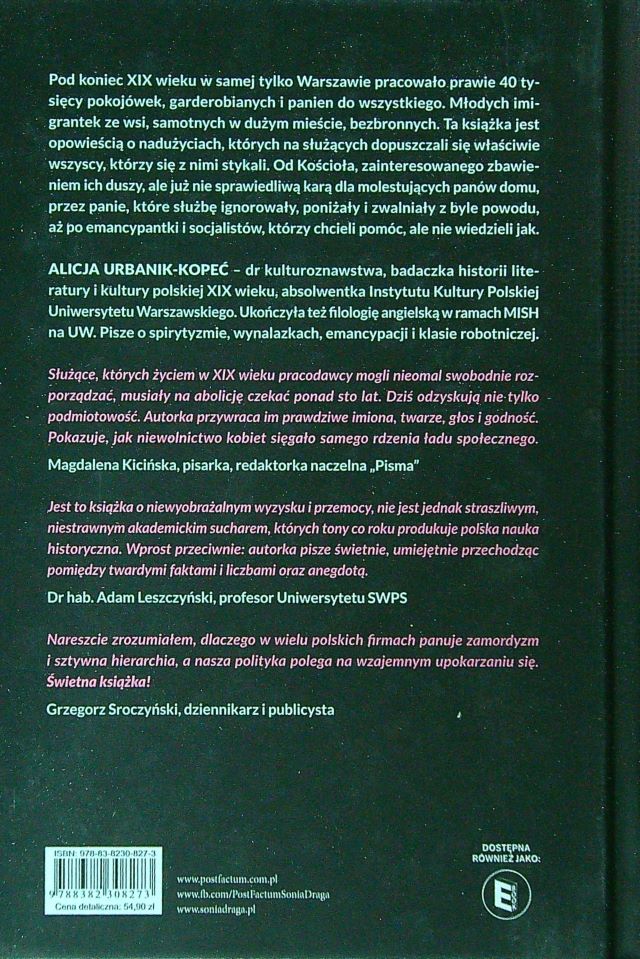 Pod koniec XIX wieku w samej tylko Warszawie pracowało prawie 40 ty-
sięcy pokojówek, garderobianych i panien do wszystkiego. Młodych imi-
grantek ze wsi, samotnych w dużym mieście, bezbronnych. Ta książka jest
opowieścią o nadużyciach, których na służących dopuszczali się właściwie
wszyscy, którzy się z nimi stykali. Od Kościoła, zainteresowanego zbawie-
niem ich duszy, ale już nie sprawiedliwą karą dla molestujących panów domu,
przez panie, które służbę ignorowały, poniżały i zwalniały z byle powodu,
aż po emancypantki i socjalistów, którzy chcieli pomóc, ale nie wiedzieli jak.
ALICJA URBANIK-KOPEĆ – dr kulturoznawstwa, badaczka historii lite-
ratury i kultury polskiej XIX wieku, absolwentka Instytutu Kultury Polskiej
Uniwersytetu Warszawskiego. Ukończyła też filologię angielską w ramach MISH
na UW. Pisze o spirytyzmie, wynalazkach, emancypacji i klasie robotniczej.
Służące, których życiem w XIX wieku pracodawcy mogli nieomal swobodnie roz-
porządzać, musiały na abolicję czekać ponad sto lat. Dziś odzyskują nie tylko
podmiotowość. Autorka przywraca im prawdziwe imiona, twarze, głos i godność.
Pokazuje, jak niewolnictwo kobiet sięgało samego rdzenia ładu społecznego.
Magdalena Kicińska, pisarka, redaktorka naczelna „Pisma”
Jest to książka o niewyobrażalnym wyzysku i przemocy, nie jest jednak straszliwym,
niestrawnym akademickim sucharem, których tony co roku produkuje polska nauka
historyczna. Wprost przeciwnie: autorka pisze świetnie, umiejętnie przechodząc
pomiędzy twardymi faktami i liczbami oraz anegdotą.
Dr hab. Adam Leszczyński, profesor Uniwersytetu SWPS
Nareszcie zrozumiałem, dlaczego w wielu polskich firmach panuje zamordyzm
i sztywna hierarchia, a nasza polityka polega na wzajemnym upokarzaniu się.
Świetna książka!
Grzegorz Sroczyński, dziennikarz i publicysta
ISBN: 978-83-8230-827-3
9 788382 308273
Cena detaliczna: 54,90 zł
www.postfactum.com.pl
www.fb.com/PostFactumSoniaDraga
www.soniadraga.pl
DOSTĘPNA
RÓWNIEŻ JAKO:
E
BOOK